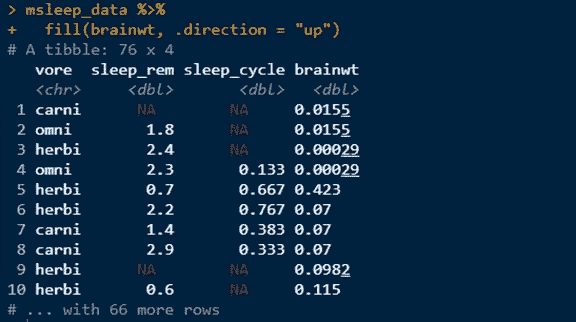 > msleep_data %>%
+   fill(brainwt, .direction = "up")
# A tibble: 76 x 4
   vore  sleep_rem sleep_cycle brainwt
   <chr>     <dbl>       <dbl>   <dbl>
 1 carni      NA        NA     0.0155
 2 omni        1.8      NA     0.0155
 3 herbi       2.4      NA     0.00029
 4 omni        2.3       0.133 0.00029
 5 herbi       0.7       0.667 0.423
 6 herbi       2.2       0.767 0.07
 7 carni       1.4       0.383 0.07
 8 carni       2.9       0.333 0.07
 9 herbi      NA        NA     0.0982
10 herbi       0.6      NA     0.115
# ... with 66 more rows